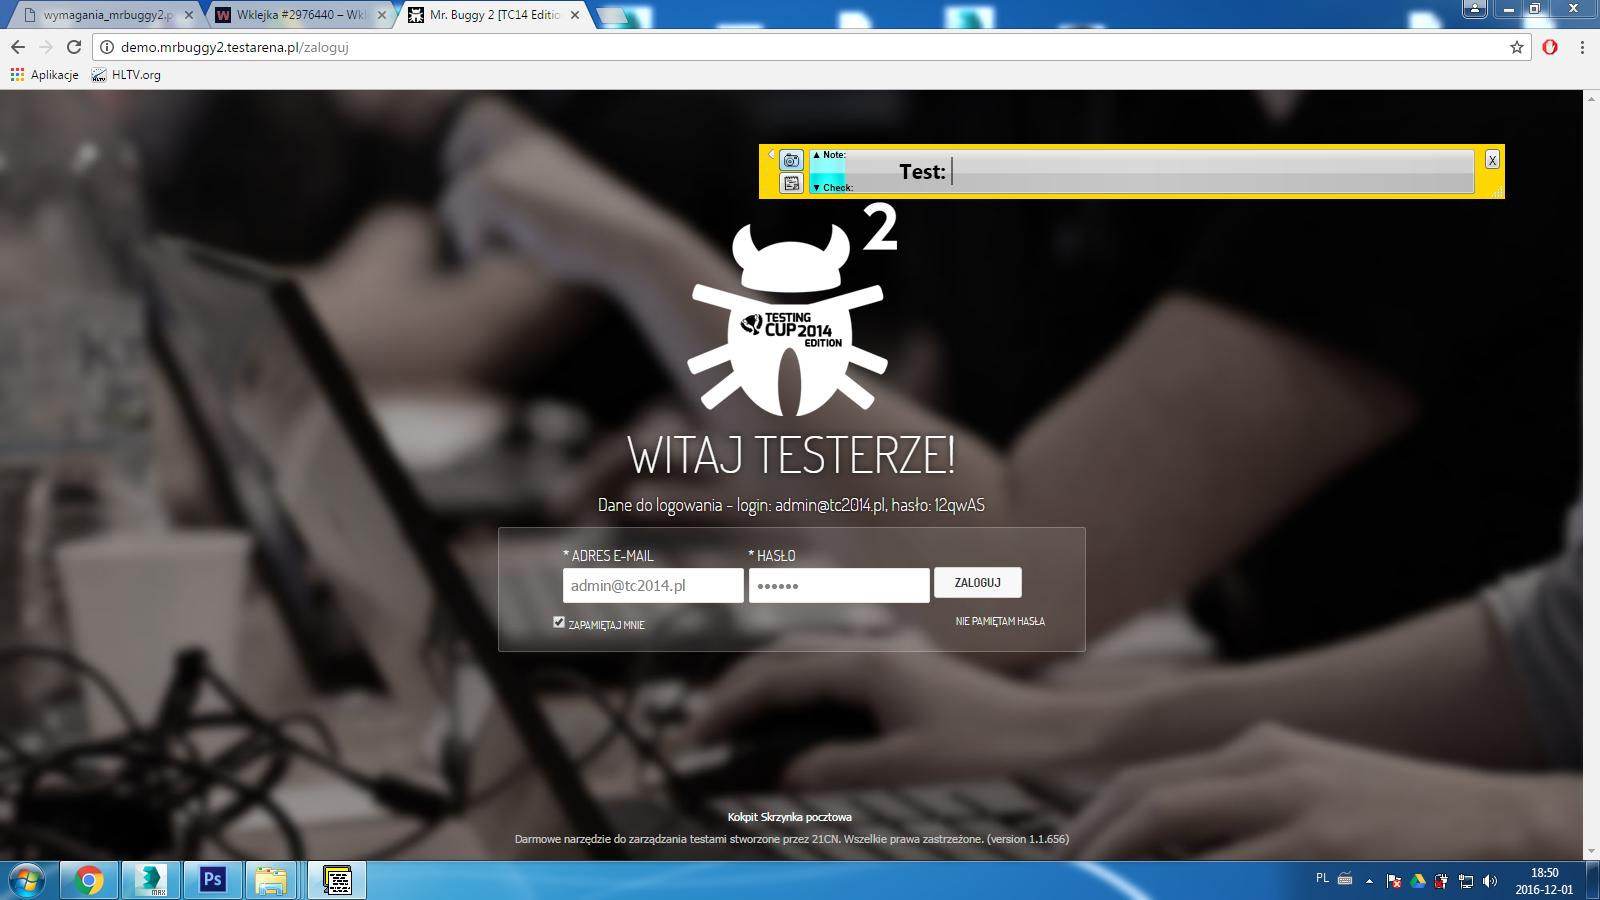 wymagania_mrbuggy2.p
Wklejka #2976440 – Wkl
Mr. Buggy 2 [TC14 Editio
demo.mrbuggy2.testarena.pl/zaloguj
Aplikacje
HLTV.org
▲ Note:
Test:
▼ Check:
X
2
TESTING
CUP 2014
EDITION
WITAJ TESTERZE!
Dane do logowania - login: admin@tc2014.pl, hasło: 12qwAS
* ADRES E-MAIL
* HASŁO
admin@tc2014.pl
••••••
ZALOGUJ
ZAPAMIĘTAJ MNIE
NIE PAMIĘTAM HASŁA
Kokpit Skrzynka pocztowa
Darmowe narzędzie do zarządzania testami stworzone przez 21CN. Wszelkie prawa zastrzeżone. (version 1.1.656)
MAX
Ps
PL
18:50
2016-12-01